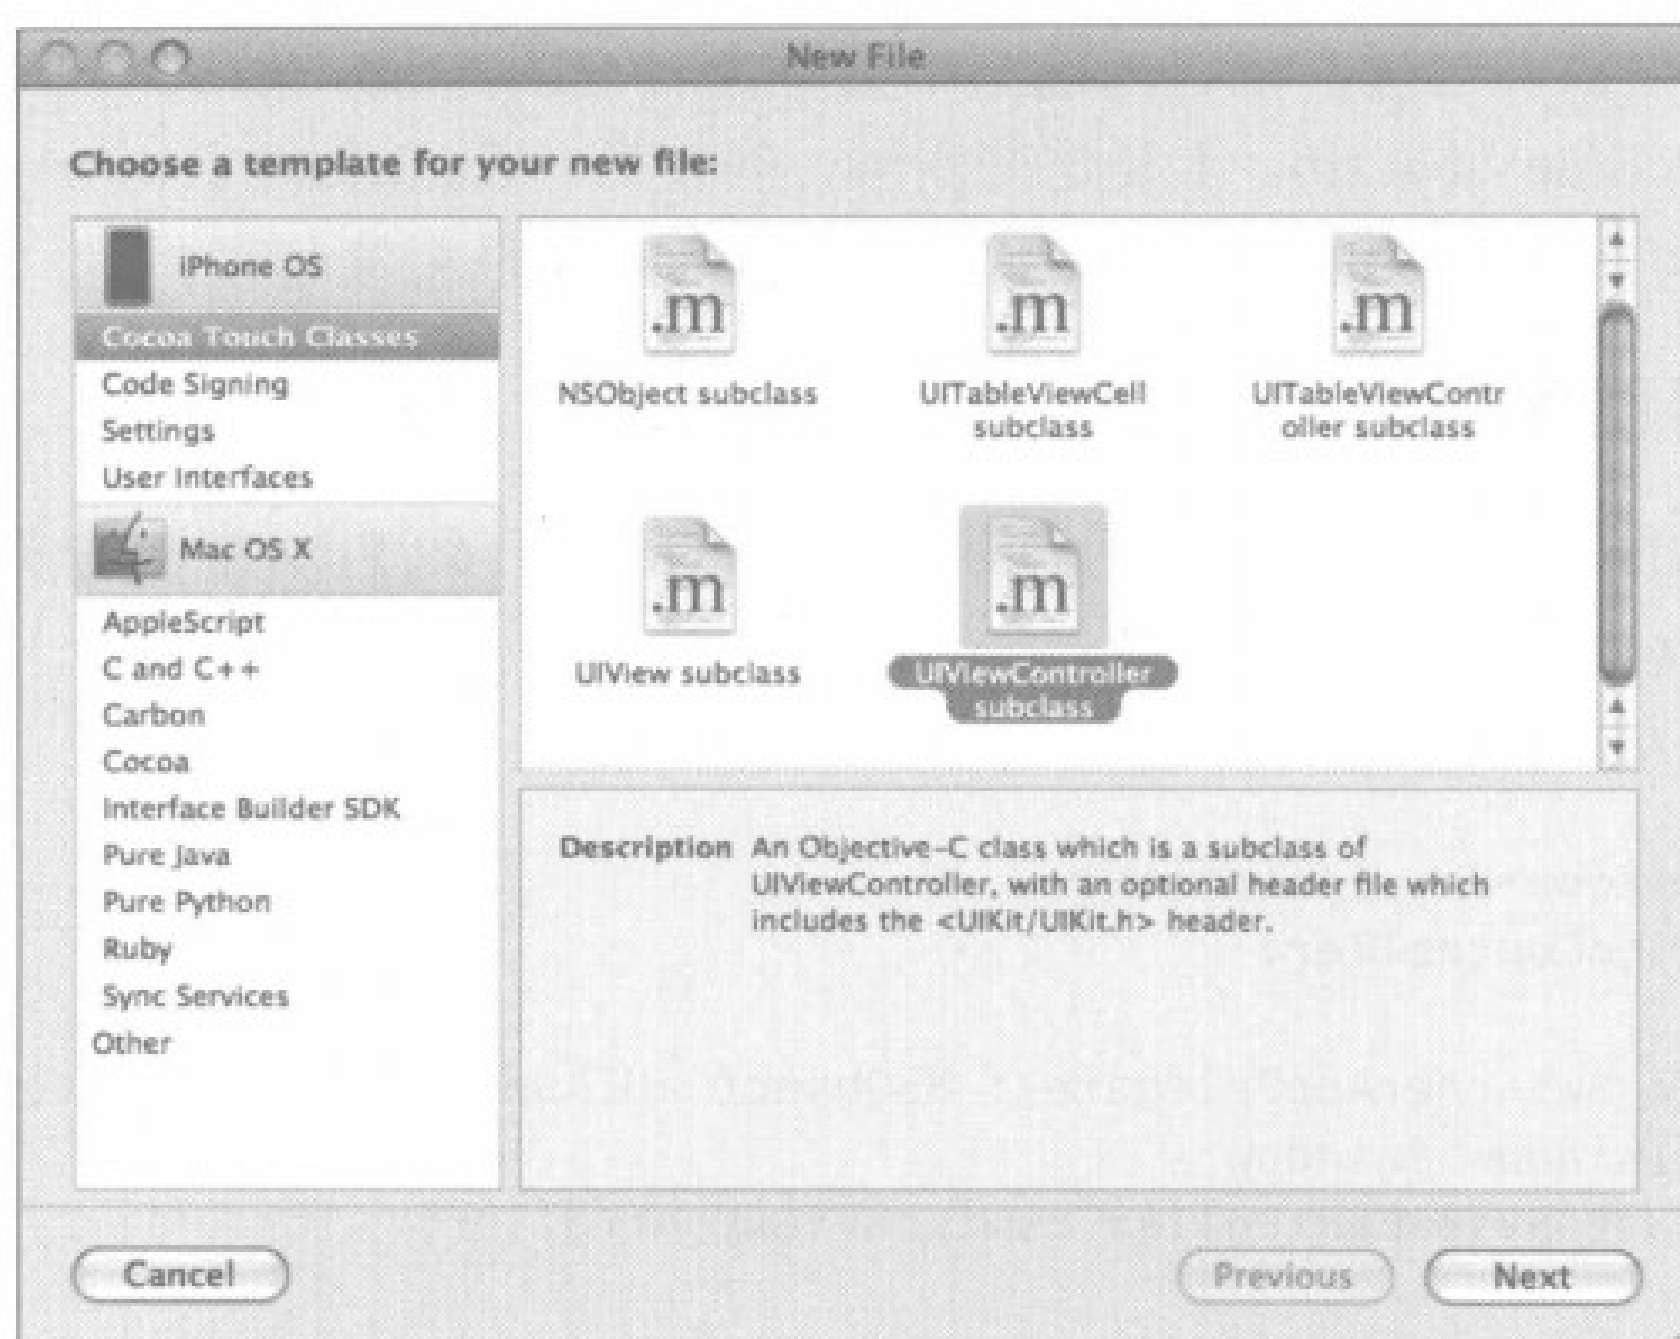 New File
Choose a template for your new file:
iPhone OS
Cocoa Touch Classes
Code Signing
Settings
User Interfaces
Mac OS X
AppleScript
C and C++
Carbon
Cocoa
Interface Builder SDK
Pure Java
Pure Python
Ruby
Sync Services
Other
.m
NSObject subclass
.m
UITableViewCell
subclass
.m
UITableViewContr
oller subclass
.m
UIView subclass
.m
UIViewController
subclass
Description An Objective-C class which is a subclass of
UIViewController, with an optional header file which
includes the <UIKit/UIKit.h> header.
Cancel
Previous
Next